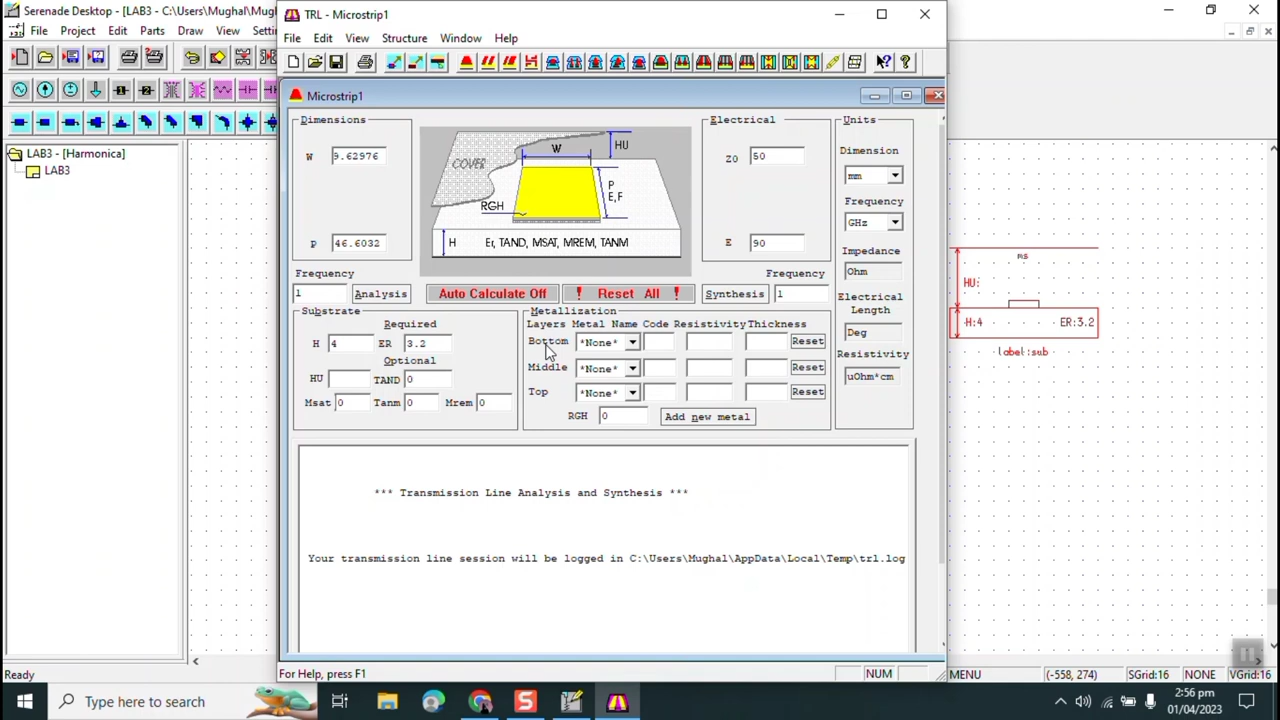 Serenade Desktop - [LAB3 - C:\Users\Mughal\Mug
File Project Edit Parts Draw View Setti
LAB3 - [Harmonica]
LAB3
TRL - Microstrip1
File Edit View Structure Window Help
Microstrip1
Dimensions
W 9.62976
P 46.6032
COVER
W
HU
P
E,F
RGH
H Er, TAND, MSAT, MREM, TANM
Electrical
Z0 50
E 90
Units
Dimension
mm
Frequency
GHz
Impedance
Ohm
Electrical
Length
Deg
Resistivity
uOhm*cm
Frequency
1 Analysis Auto Calculate Off ! Reset All ! Synthesis
Frequency
1
Substrate
Required
H 4 ER 3.2
Optional
HU TAND 0
Msat 0 Tanm 0 Mrem 0
Metallization
Layers Metal Name Code Resistivity Thickness
Bottom *None* Reset
Middle *None* Reset
Top *None* Reset
RGH 0 Add new metal
*** Transmission Line Analysis and Synthesis ***
Your transmission line session will be logged in C:\Users\Mughal\AppData\Local\Temp\trl.log
For Help, press F1
NUM
ms
HU:
H:4 ER:3.2
label:sub
Ready
MENU (-558, 274) SGrid:16 NONE VGrid:16
Type here to search
2:56 pm
01/04/2023